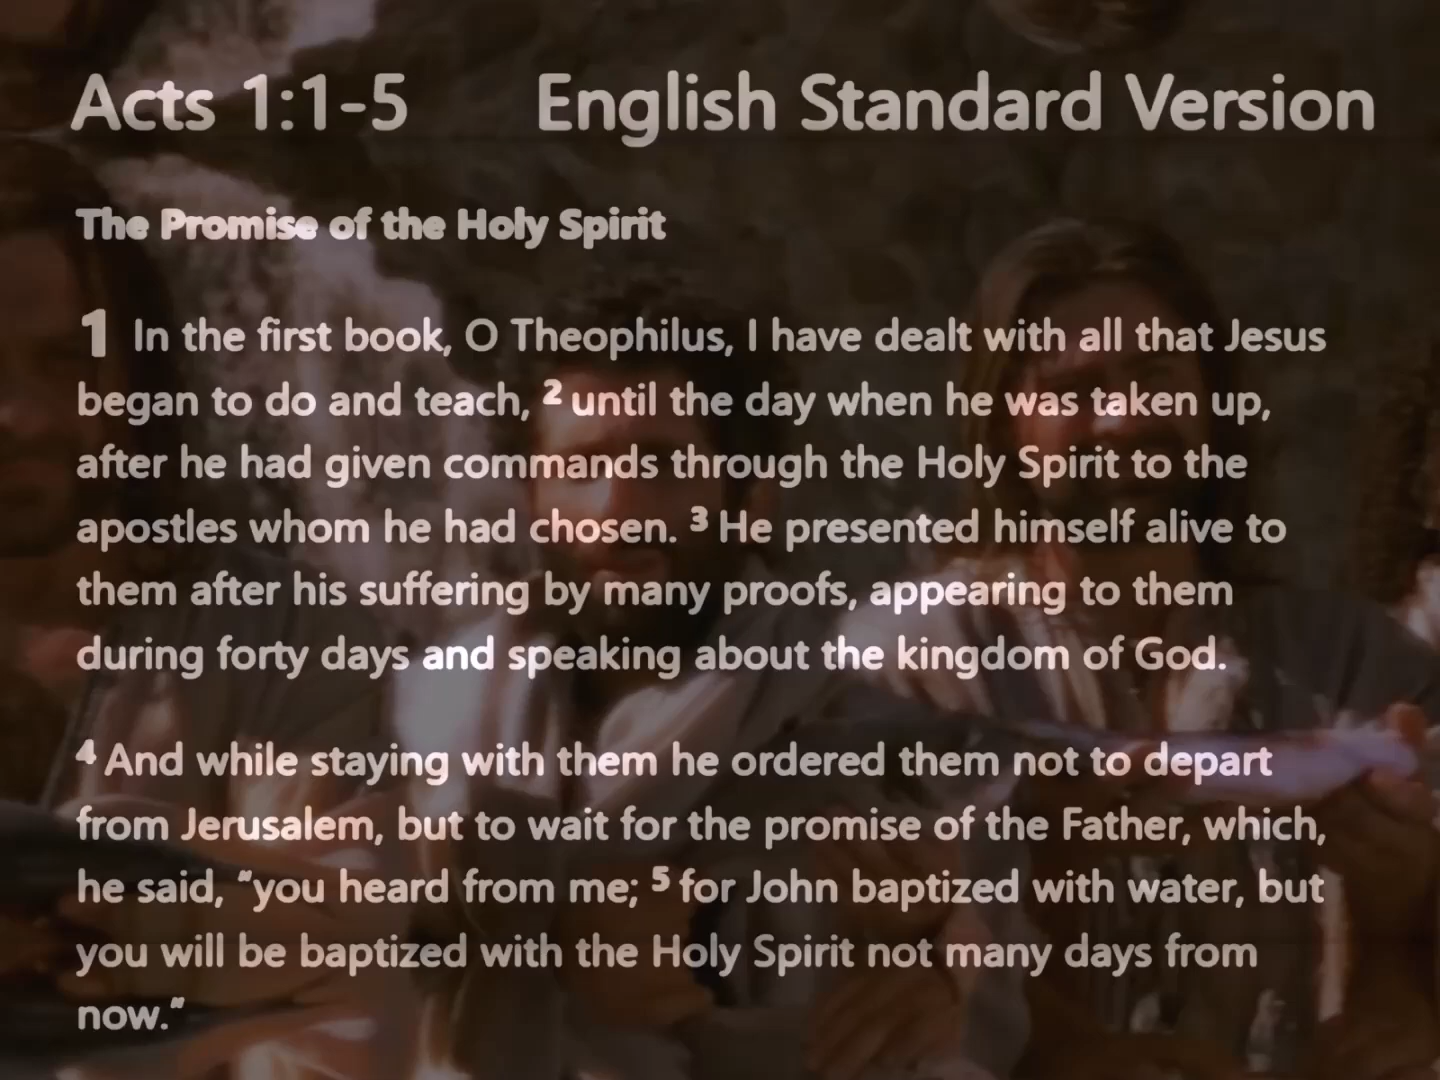 Acts 1:1-5 English Standard Version
The Promise of the Holy Spirit
1 In the first book, O Theophilus, I have dealt with all that Jesus
began to do and teach, 2 until the day when he was taken up,
after he had given commands through the Holy Spirit to the
apostles whom he had chosen. 3 He presented himself alive to
them after his suffering by many proofs, appearing to them
during forty days and speaking about the kingdom of God.
4 And while staying with them he ordered them not to depart
from Jerusalem, but to wait for the promise of the Father, which,
he said, “you heard from me; 5 for John baptized with water, but
you will be baptized with the Holy Spirit not many days from
now.”